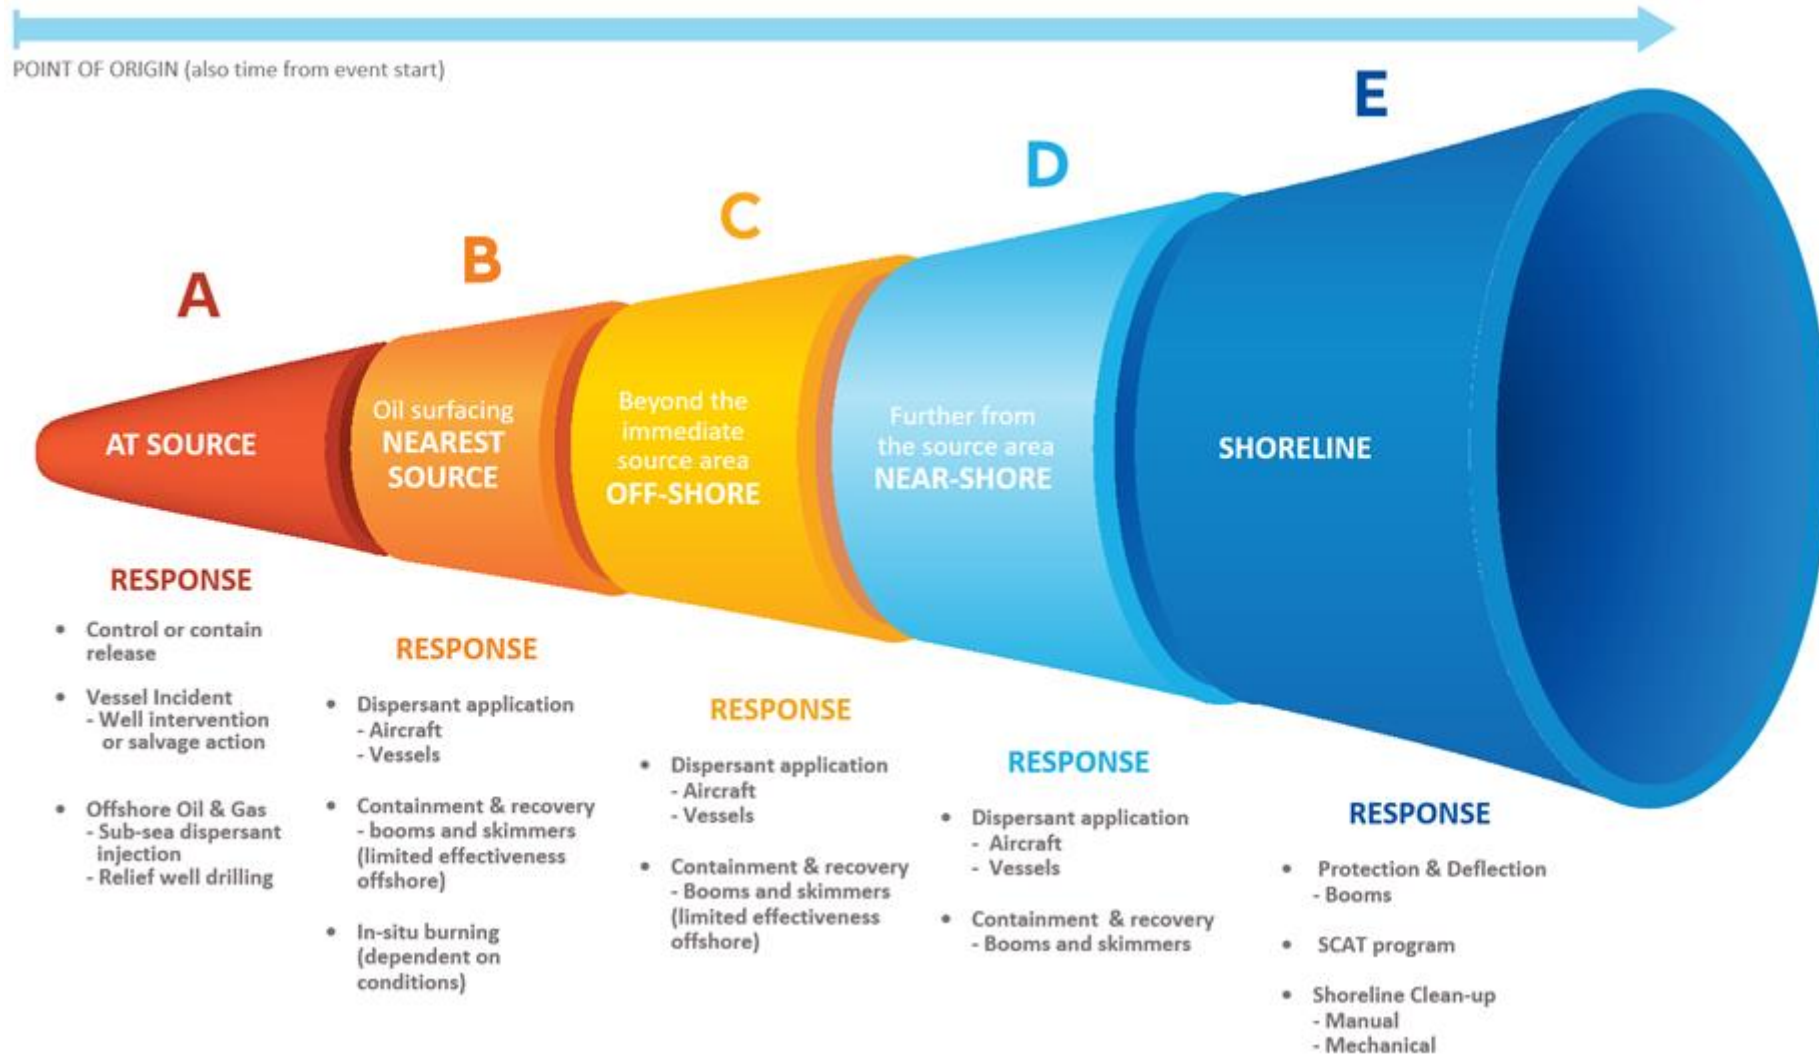 POINT OF ORIGIN (also time from event start)
A
AT SOURCE
RESPONSE
• Control or contain
release
• Vessel Incident
- Well intervention
or salvage action
• Offshore Oil & Gas
- Sub-sea dispersant
injection
- Relief well drilling
B
Oil surfacing
NEAREST
SOURCE
RESPONSE
• Dispersant application
- Aircraft
- Vessels
• Containment & recovery
- booms and skimmers
(limited effectiveness
offshore)
• In-situ burning
(dependent on
conditions)
C
Beyond the
immediate
source area
OFF-SHORE
RESPONSE
• Dispersant application
- Aircraft
- Vessels
• Containment & recovery
- Booms and skimmers
(limited effectiveness
offshore)
D
Further from
the source area
NEAR-SHORE
RESPONSE
• Dispersant application
- Aircraft
- Vessels
• Containment & recovery
- Booms and skimmers
E
SHORELINE
RESPONSE
• Protection & Deflection
- Booms
• SCAT program
• Shoreline Clean-up
- Manual
- Mechanical